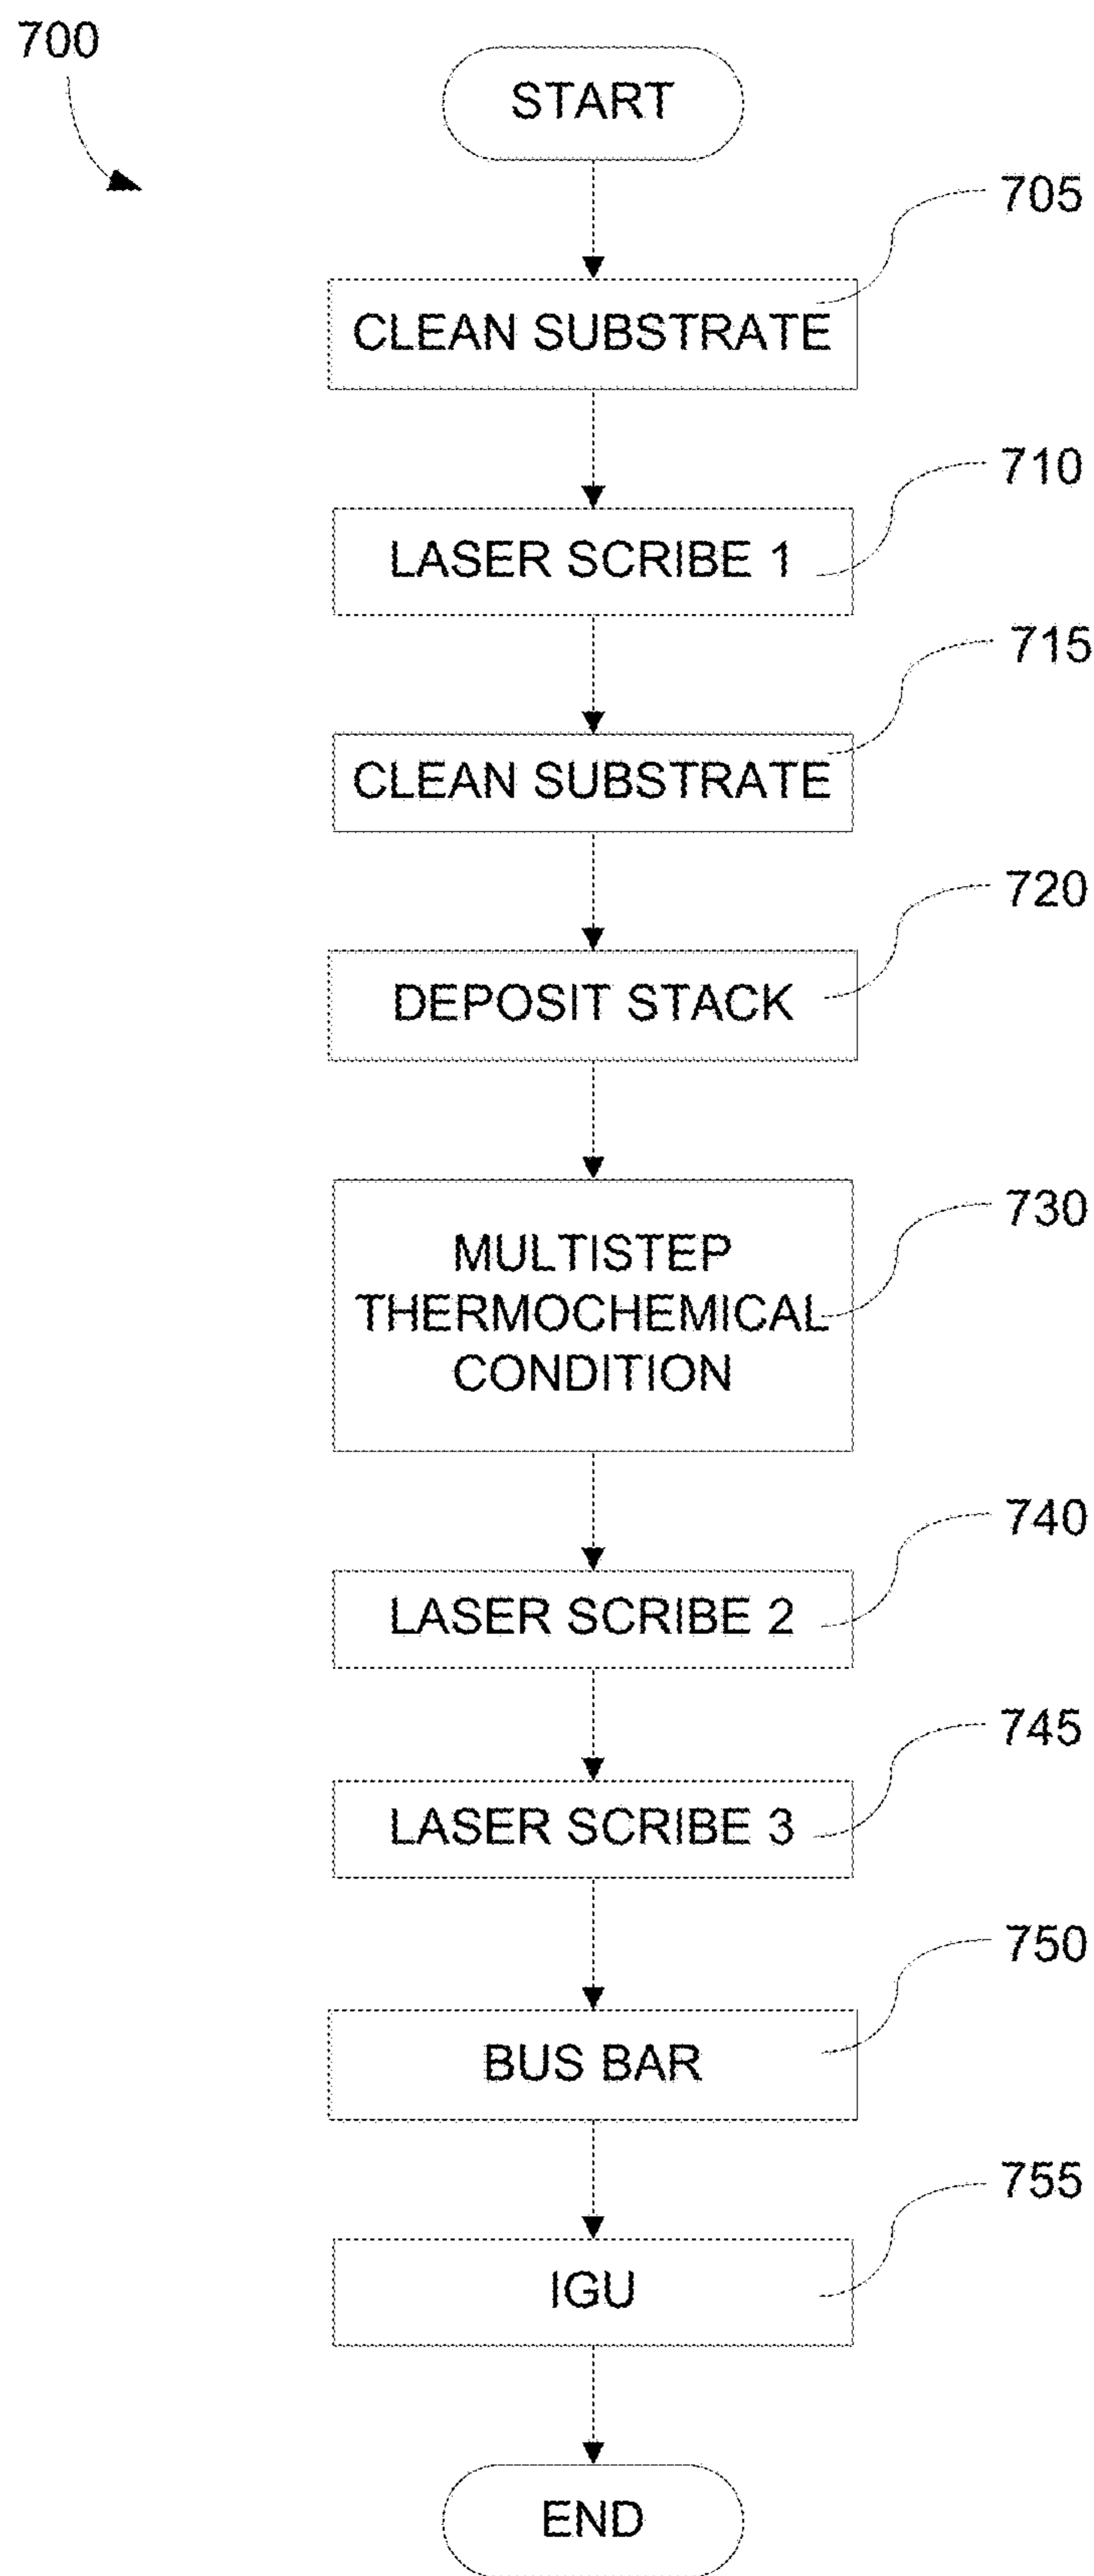 700
START
705
CLEAN SUBSTRATE
710
LASER SCRIBE 1
715
CLEAN SUBSTRATE
720
DEPOSIT STACK
730
MULTISTEP
THERMOCHEMICAL
CONDITION
740
LASER SCRIBE 2
745
LASER SCRIBE 3
750
BUS BAR
755
IGU
END